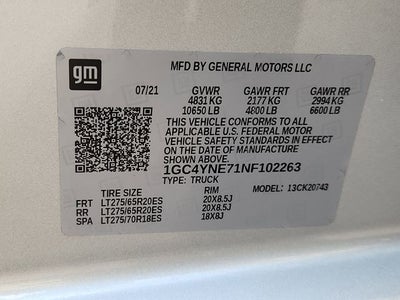 gm
MFD BY GENERAL MOTORS LLC
07/21 GVWR GAWR FRT GAWR RR
4831 KG 2177 KG 2994 KG
10650 LB 4800 LB 6600 LB
THIS VEHICLE CONFORMS TO ALL
APPLICABLE U.S. FEDERAL MOTOR
VEHICLE SAFETY STANDARDS IN EFFECT
ON THE DATE OF MANUFACTURE
SHOWN ABOVE.
1GC4YNE71NF102263
TYPE: TRUCK
TIRE SIZE RIM MODEL: 13CK20743
FRT LT275/65R20ES 20X8.5J
RR LT275/65R20ES 20X8.5J
SPA LT275/70R18ES 18X8J